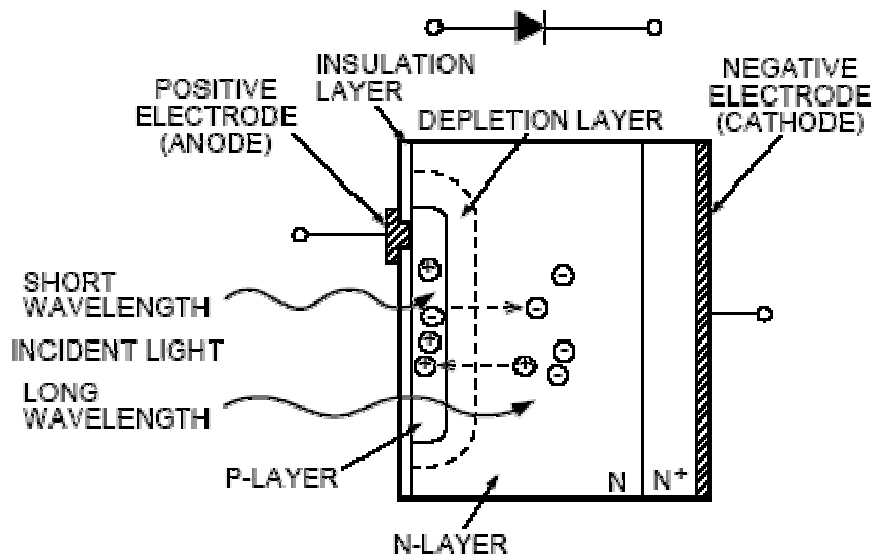 INSULATION
LAYER
POSITIVE
ELECTRODE
(ANODE)
NEGATIVE
ELECTRODE
(CATHODE)
DEPLETION LAYER
SHORT
WAVELENGTH
INCIDENT LIGHT
LONG
WAVELENGTH
P-LAYER
N
N+
N-LAYER